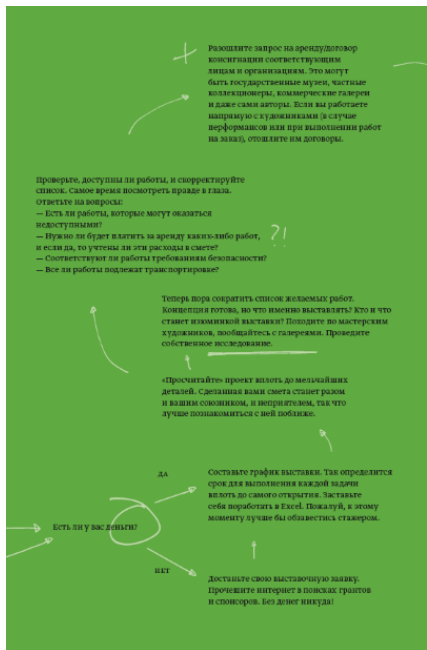 Разошлите запрос на аренду/договор
консигнации соответствующим
лицам и организациям. Это могут
быть государственные музеи, частные
коллекционеры, коммерческие галереи
и даже сами авторы. Если вы работаете
напрямую с художниками (в случае
перформансов или при выполнении работ
на заказ), отошлите им договоры.
Проверьте, доступны ли работы, и скорректируйте
список. Самое время посмотреть правде в глаза.
Ответьте на вопросы:
— Есть ли работы, которые могут оказаться
недоступными?
— Нужно ли будет платить за аренду каких-либо работ,
и если да, то учтены ли эти расходы в смете?
— Соответствуют ли работы требованиям безопасности?
— Все ли работы подлежат транспортировке?
?!
Теперь пора сократить список желаемых работ.
Концепция готова, но что именно выставлять? Кто и что
станет изюминкой выставки? Походите по мастерским
художников, пообщайтесь с галереями. Проведите
собственное исследование.
«Просчитайте» проект вплоть до мельчайших
деталей. Сделанная вами смета станет разом
и вашим союзником, и неприятелем, так что
лучше познакомиться с ней поближе.
ДА
Составьте график выставки. Так определится
срок для выполнения каждой задачи
вплоть до самого открытия. Заставьте
себя поработать в Excel. Пожалуй, к этому
моменту лучше бы обзавестись стажером.
Есть ли у вас деньги?
НЕТ
Достаньте свою выставочную заявку.
Прочешите интернет в поисках грантов
и спонсоров. Без денег никуда!